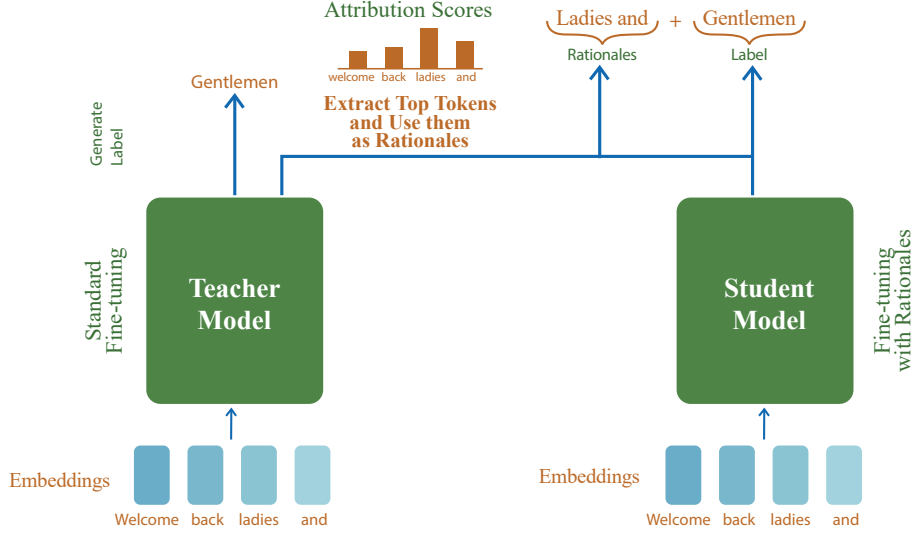 Attribution Scores
welcome back ladies and
Extract Top Tokens
and Use them
as Rationales
Ladies and + Gentlemen
Rationales Label
Gentlemen
Generate
Label
Standard
Fine-tuning
Teacher
Model
Student
Model
Fine-tuning
with Rationales
Embeddings
Welcome back ladies and
Embeddings
Welcome back ladies and